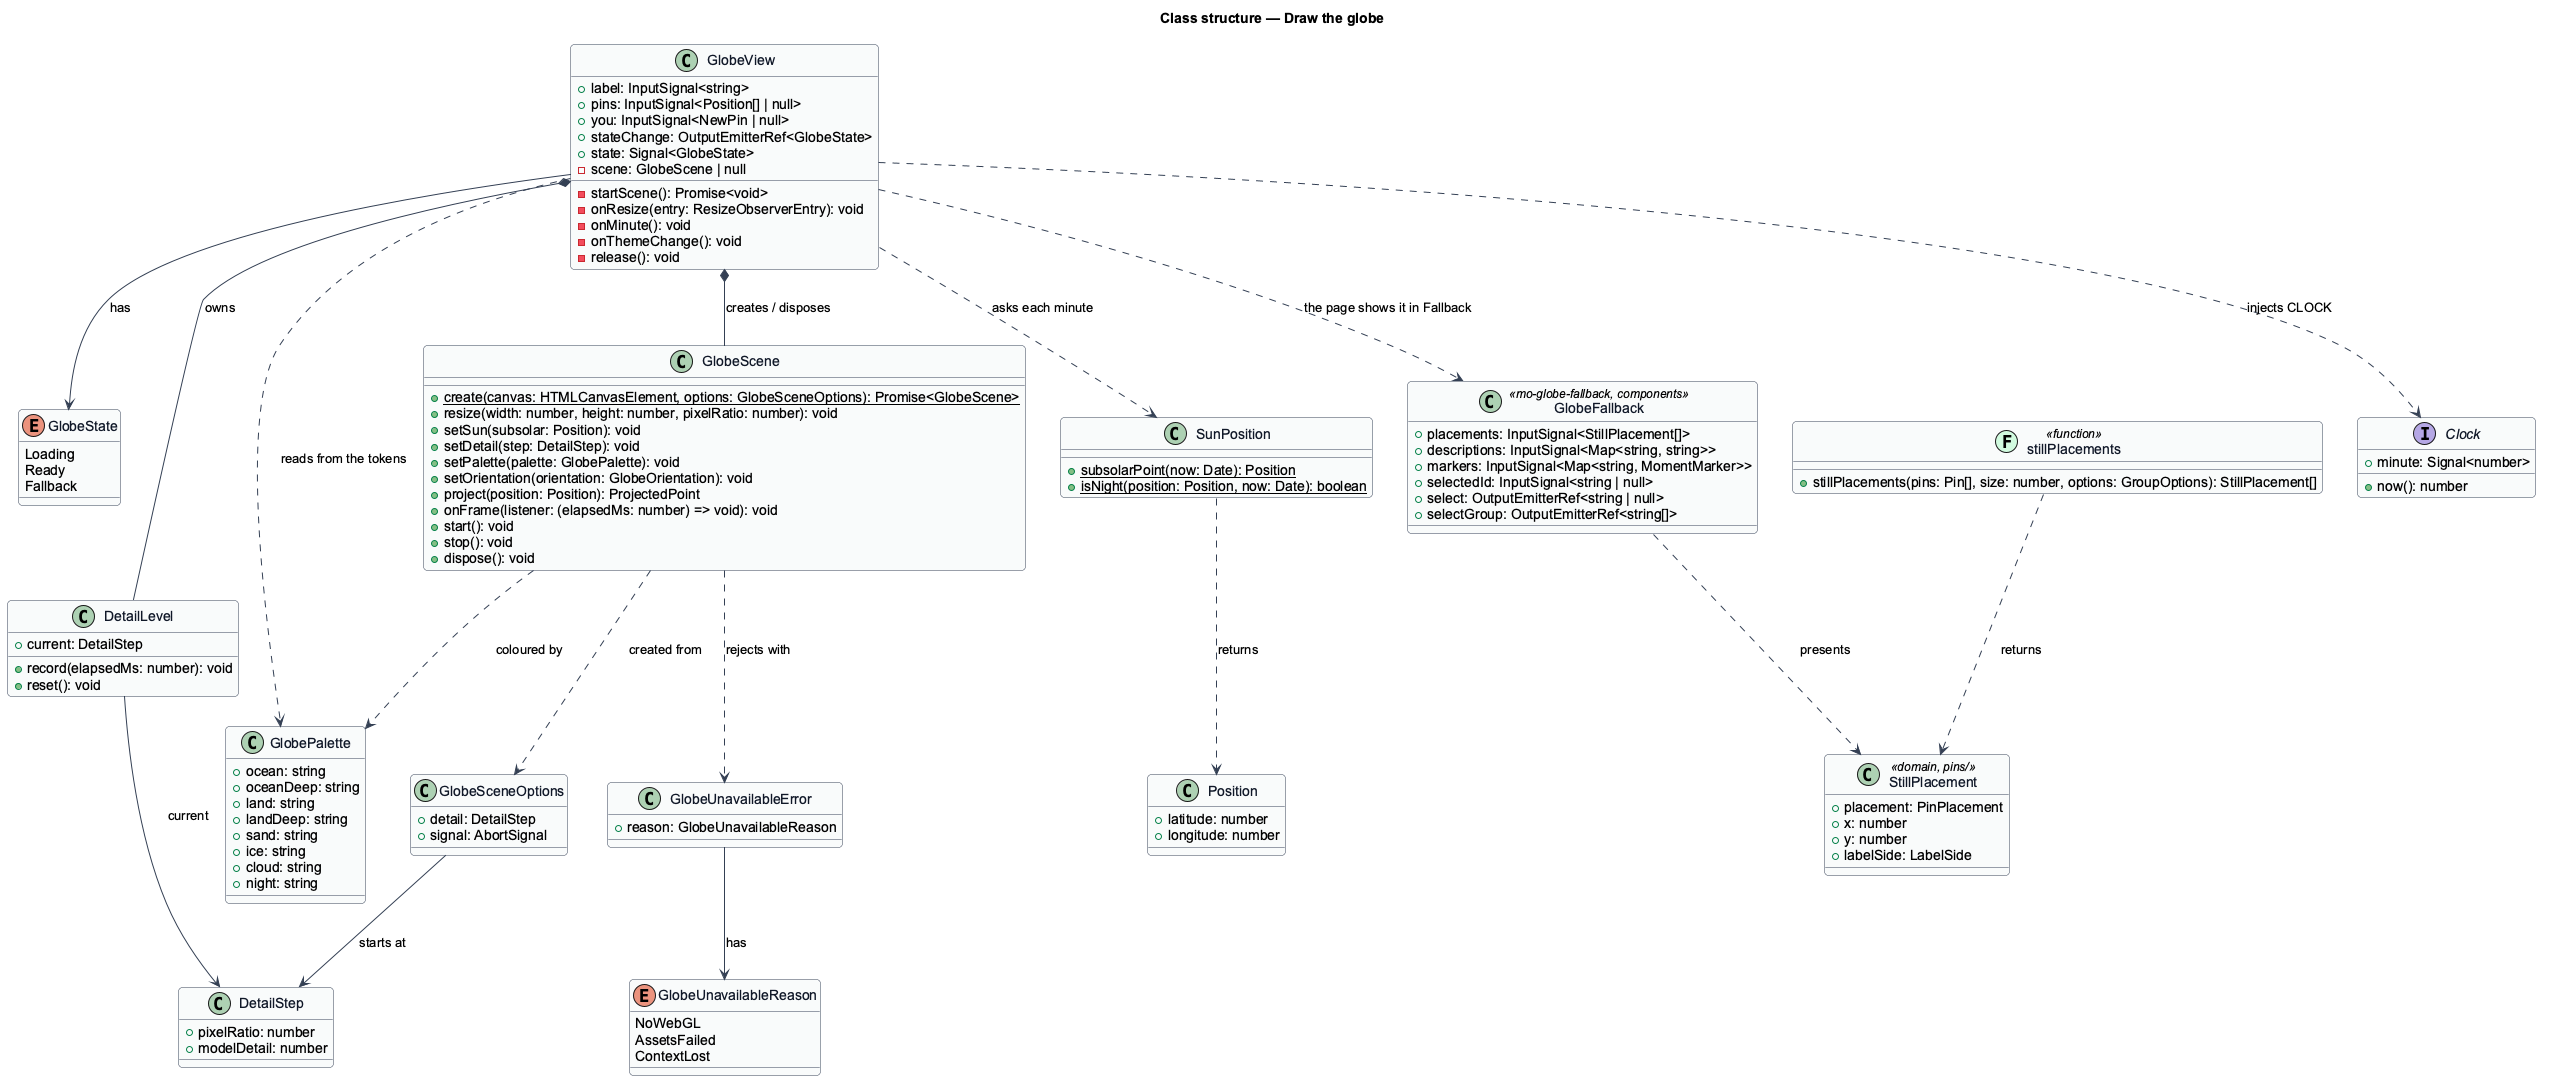 Class structure — Draw the globe
C GlobeView
label: InputSignal<string>
pins: InputSignal<Position[] | null>
you: InputSignal<NewPin | null>
stateChange: OutputEmitterRef<GlobeState>
state: Signal<GlobeState>
scene: GlobeScene | null
startScene(): Promise<void>
onResize(entry: ResizeObserverEntry): void
onMinute(): void
onThemeChange(): void
release(): void
has
owns
creates / disposes
asks each minute
the page shows it in Fallback
injects CLOCK
E GlobeState
Loading
Ready
Fallback
reads from the tokens
C GlobeScene
create(canvas: HTMLCanvasElement, options: GlobeSceneOptions): Promise<GlobeScene>
resize(width: number, height: number, pixelRatio: number): void
setSun(subsolar: Position): void
setDetail(step: DetailStep): void
setPalette(palette: GlobePalette): void
setOrientation(orientation: GlobeOrientation): void
project(position: Position): ProjectedPoint
onFrame(listener: (elapsedMs: number) => void): void
start(): void
stop(): void
dispose(): void
C SunPosition
subsolarPoint(now: Date): Position
isNight(position: Position, now: Date): boolean
C «mo-globe-fallback, components»
GlobeFallback
placements: InputSignal<StillPlacement[]>
descriptions: InputSignal<Map<string, string>>
markers: InputSignal<Map<string, MomentMarker>>
selectedId: InputSignal<string | null>
select: OutputEmitterRef<string | null>
selectGroup: OutputEmitterRef<string[]>
F «function»
stillPlacements
stillPlacements(pins: Pin[], size: number, options: GroupOptions): StillPlacement[]
I Clock
minute: Signal<number>
now(): number
C DetailLevel
current: DetailStep
record(elapsedMs: number): void
reset(): void
coloured by
created from
rejects with
returns
presents
returns
current
C GlobePalette
ocean: string
oceanDeep: string
land: string
landDeep: string
sand: string
ice: string
cloud: string
night: string
C GlobeSceneOptions
detail: DetailStep
signal: AbortSignal
C GlobeUnavailableError
reason: GlobeUnavailableReason
C Position
latitude: number
longitude: number
C «domain, pins/»
StillPlacement
placement: PinPlacement
x: number
y: number
labelSide: LabelSide
starts at
has
C DetailStep
pixelRatio: number
modelDetail: number
E GlobeUnavailableReason
NoWebGL
AssetsFailed
ContextLost